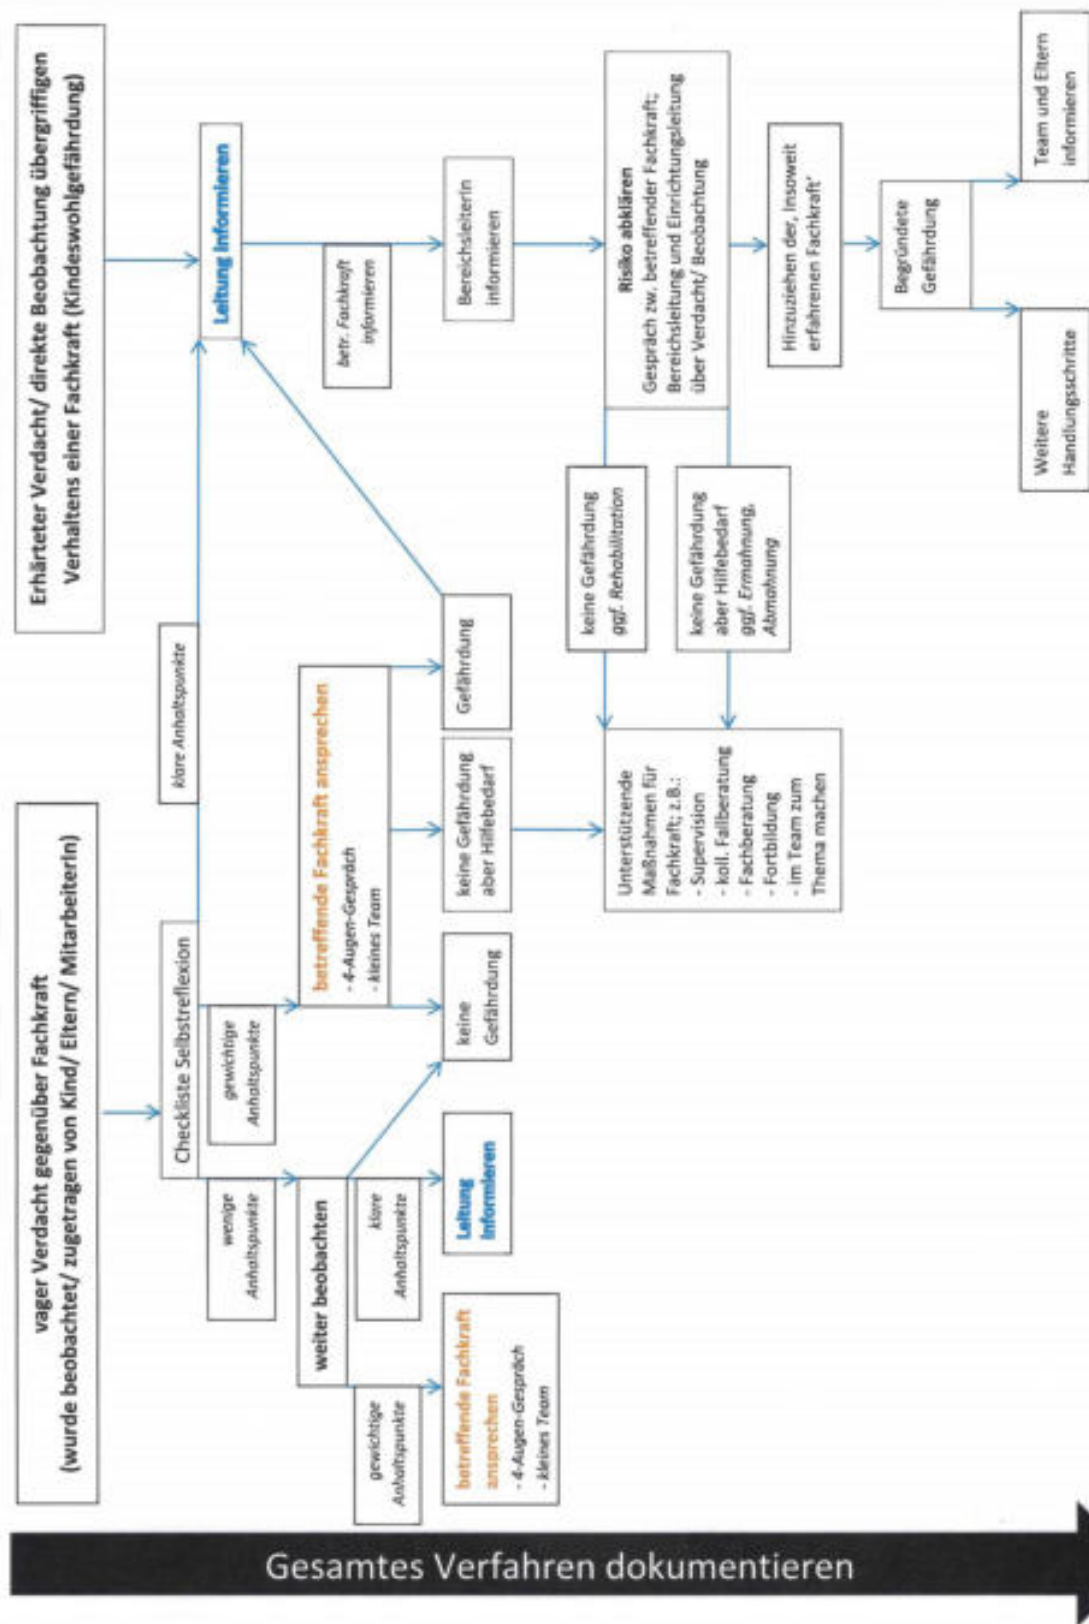 vager Verdacht gegenüber Fachkraft
(wurde beobachtet/ zugetragen von Kind/ Eltern/ MitarbeiterIn)
Erhärteter Verdacht/ direkte Beobachtung übergriffigen
Verhaltens einer Fachkraft (Kindeswohlgefährdung)
Checkliste Selbstreflexion
klare Anhaltspunkte
Leitung informieren
wenige
Anhaltspunkte
gewichtige
Anhaltspunkte
weiter beobachten
betreffende Fachkraft ansprechen
- 4-Augen-Gespräch
- kleines Team
betr. Fachkraft
informieren
gewichtige
Anhaltspunkte
klare
Anhaltspunkte
betreffende Fachkraft
ansprechen
- 4-Augen-Gespräch
- kleines Team
Leitung
informieren
keine
Gefährdung
keine Gefährdung
aber Hilfebedarf
Gefährdung
BereichsleiterIn
informieren
Unterstützende
Maßnahmen für
Fachkraft; z.B.:
- Supervision
- koll. Fallberatung
- Fachberatung
- Fortbildung
- im Team zum
Thema machen
keine Gefährdung
ggf. Rehabilitation
keine Gefährdung
aber Hilfebedarf
ggf. Ermahnung,
Abmahnung
Risiko abklären
Gespräch zw. betreffender Fachkraft;
Bereichsleitung und Einrichtungsleitung
über Verdacht/ Beobachtung
Hinzuziehen der‚ Insoweit
erfahrenen Fachkraft'
Begründete
Gefährdung
Weitere
Handlungsschritte
Team und Eltern
informieren
Gesamtes Verfahren dokumentieren